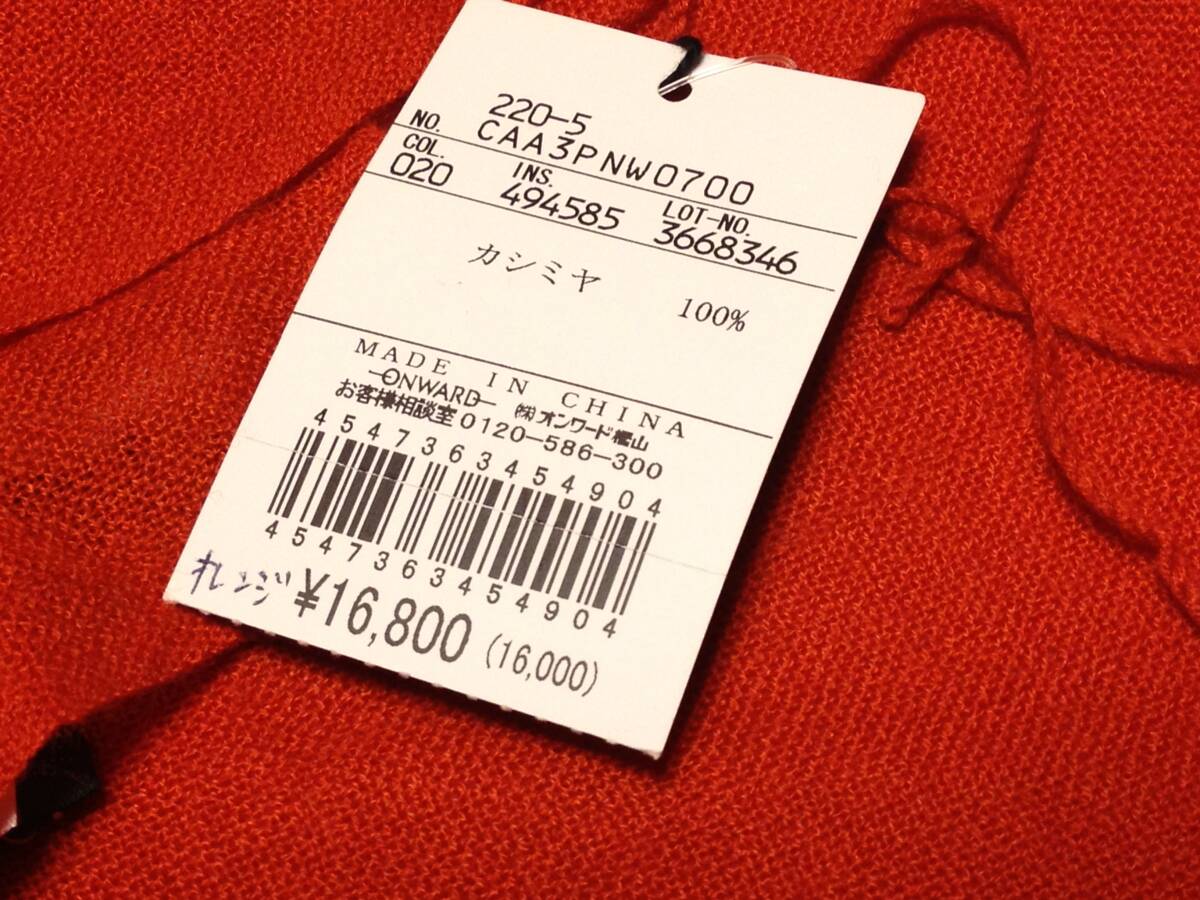 220-5
NO. CAA3PNW0700
COL. INS. LOT-NO.
020 494585 3668346
カシミヤ 100%
MADE IN CHINA
ONWARD ㈱オンワード樫山
お客様相談室 0120-586-300
4547363454904
4547363454904
オレンジ ¥16,800 (16,000)